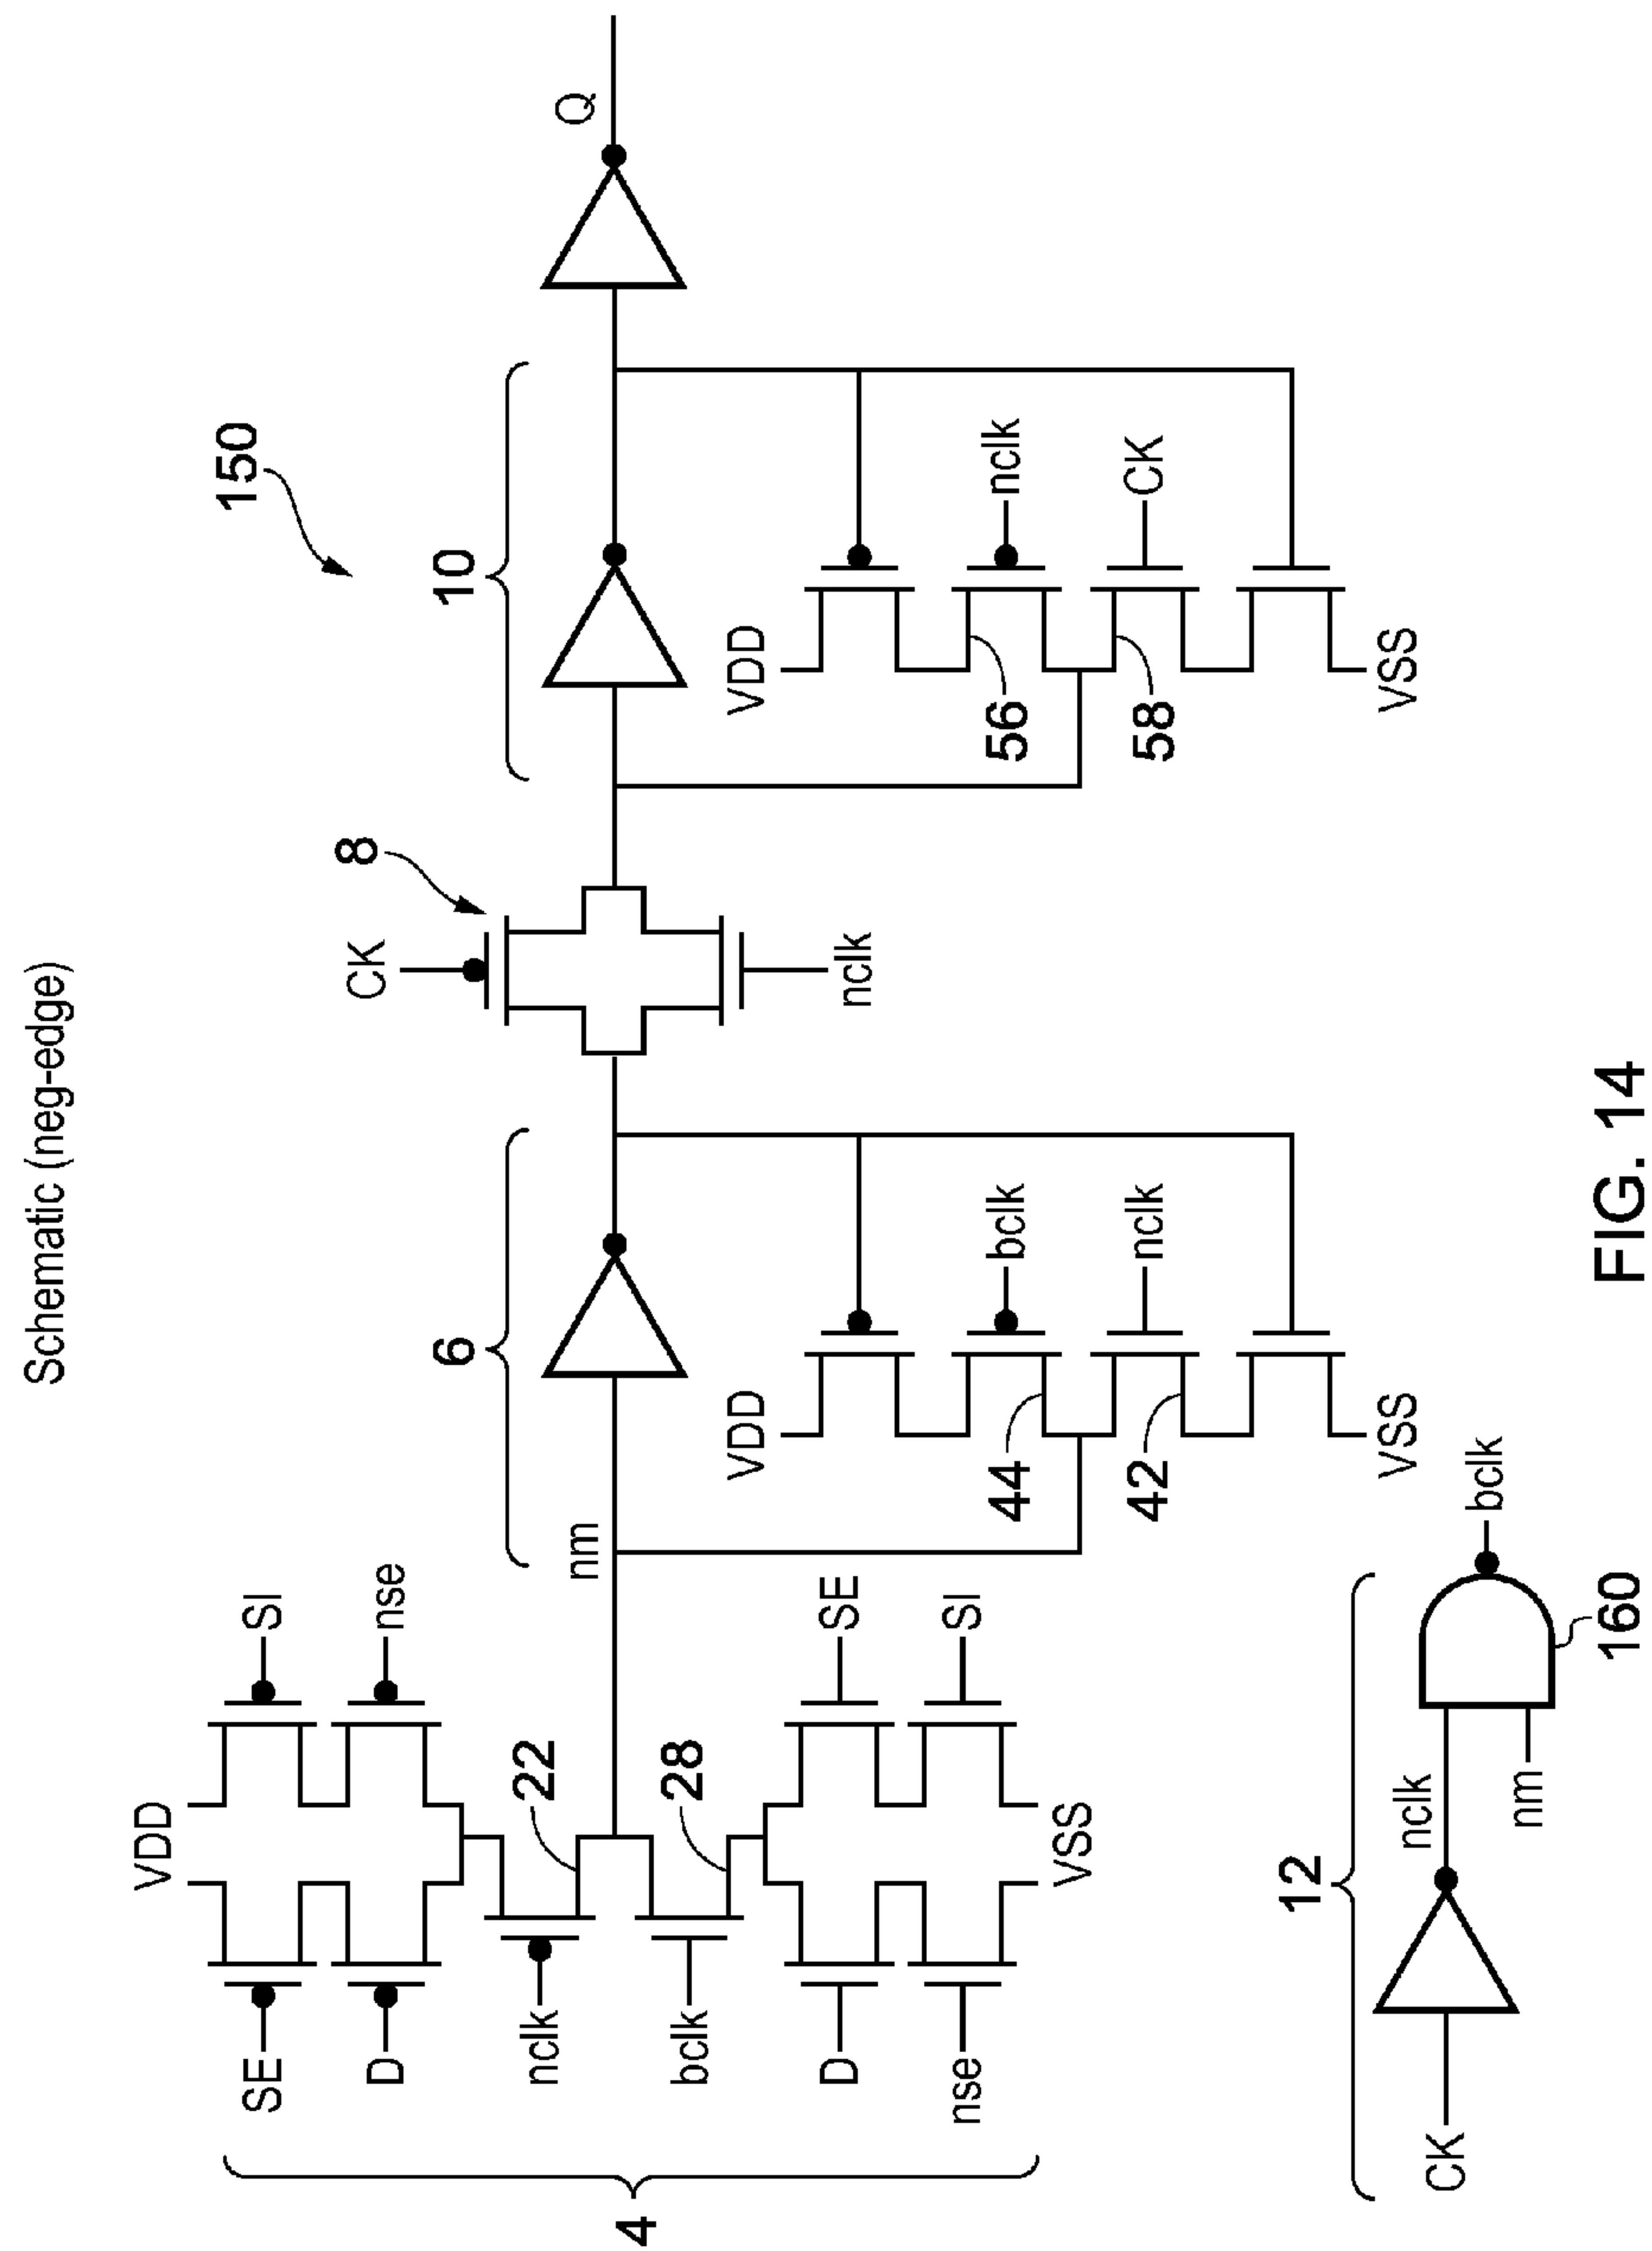 Schematic (neg-edge)
150
4
VDD
SE
SI
D
nse
nclk
22
bclk
28
D
SE
nse
SI
VSS
nm
6
VDD
44
bclk
42
nclk
VSS
8
CK
nclk
10
VDD
56
nclk
58
CK
VSS
Q
12
CK
nclk
nm
bclk
160
FIG. 14